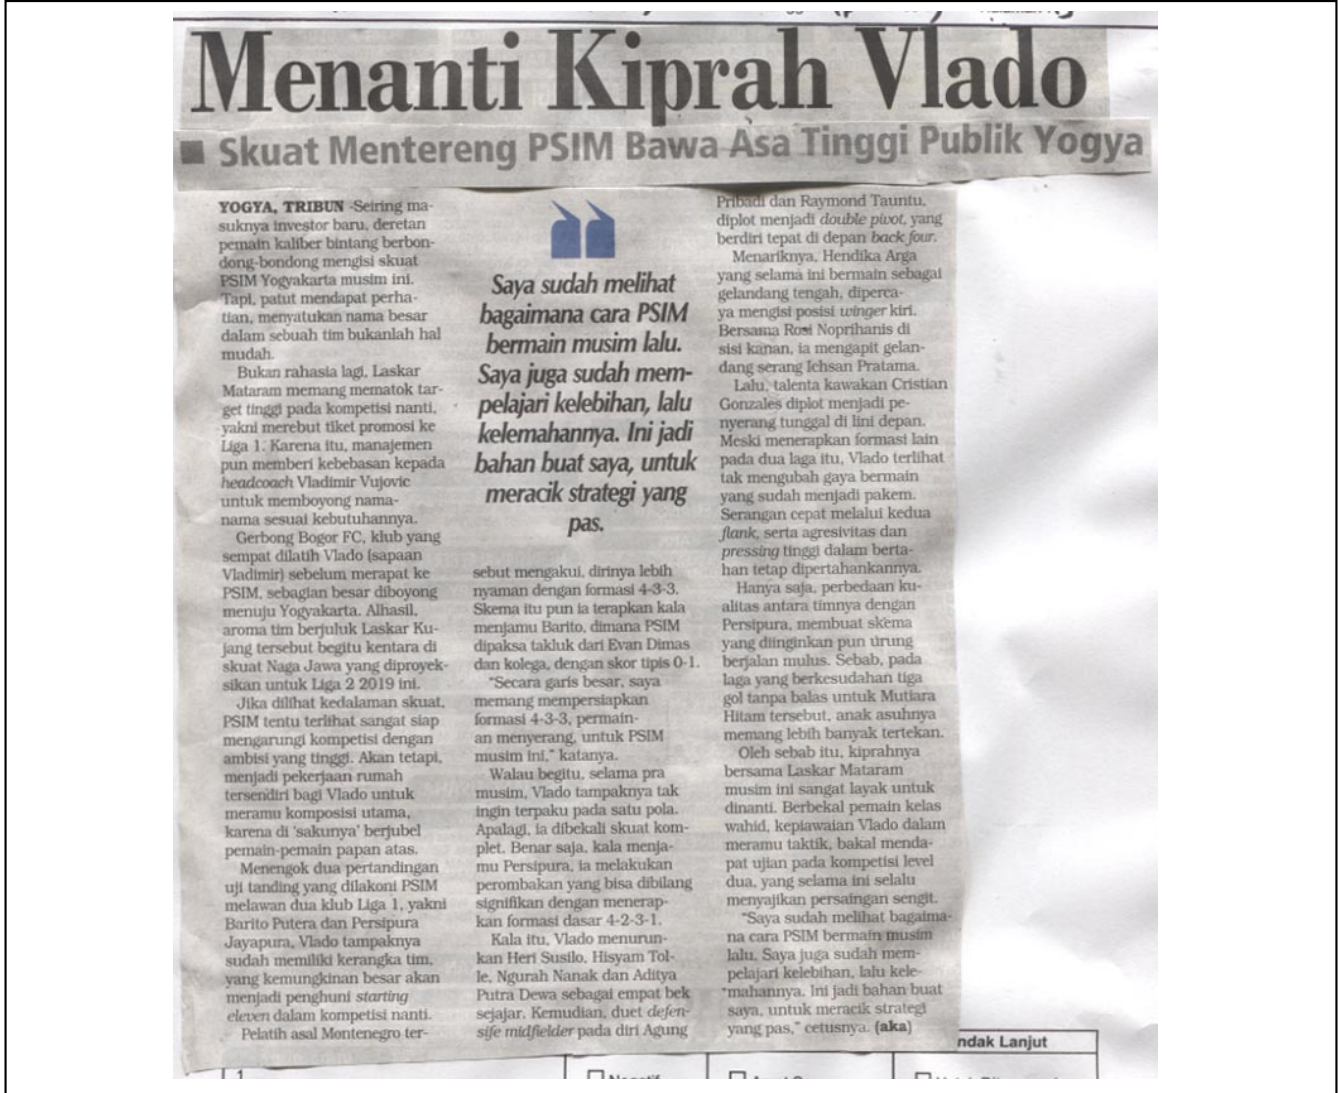 Menanti Kiprah Vlado
■ Skuat Mentereng PSIM Bawa Asa Tinggi Publik Yogya
YOGYA, TRIBUN -Seiring ma-
suknya investor baru, deretan
pemain kaliber bintang berbon-
dong-bondong mengisi skuat
PSIM Yogyakarta musim ini.
Tapi, patut mendapat perha-
tian, menyatukan nama besar
dalam sebuah tim bukanlah hal
mudah.
Bukan rahasia lagi, Laskar
Mataram memang mematok tar-
get tinggi pada kompetisi nanti,
yakni merebut tiket promosi ke
Liga 1. Karena itu, manajemen
pun memberi kebebasan kepada
headcoach Vladimir Vujovic
untuk memboyong nama-
nama sesuai kebutuhannya.
Gerbong Bogor FC, klub yang
sempat dilatih Vlado (sapaan
Vladimir) sebelum merapat ke
PSIM, sebagian besar diboyong
menuju Yogyakarta. Alhasil,
aroma tim berjuluk Laskar Ku-
jang tersebut begitu kentara di
skuat Naga Jawa yang diproyek-
sikan untuk Liga 2 2019 ini.
Jika dilihat kedalaman skuat,
PSIM tentu terlihat sangat siap
mengarungi kompetisi dengan
ambisi yang tinggi. Akan tetapi,
menjadi pekerjaan rumah
tersendiri bagi Vlado untuk
meramu komposisi utama,
karena di 'sakunya' berjubel
pemain-pemain papan atas.
Menengok dua pertandingan
uji tanding yang dilakoni PSIM
melawan dua klub Liga 1, yakni
Barito Putera dan Persipura
Jayapura, Vlado tampaknya
sudah memiliki kerangka tim,
yang kemungkinan besar akan
menjadi penghuni starting
eleven dalam kompetisi nanti.
Pelatih asal Montenegro ter-
Saya sudah melihat
bagaimana cara PSIM
bermain musim lalu.
Saya juga sudah mem-
pelajari kelebihan, lalu
kelemahannya. Ini jadi
bahan buat saya, untuk
meracik strategi yang
pas.
sebut mengakui, dirinya lebih
nyaman dengan formasi 4-3-3.
Skema itu pun ia terapkan kala
menjamu Barito, dimana PSIM
dipaksa takluk dari Evan Dimas
dan kolega, dengan skor tipis 0-1.
"Secara garis besar, saya
memang mempersiapkan
formasi 4-3-3, permain-
an menyerang, untuk PSIM
musim ini," katanya.
Walau begitu, selama pra
musim, Vlado tampaknya tak
ingin terpaku pada satu pola.
Apalagi, ia dibekali skuat kom-
plet. Benar saja, kala menja-
mu Persipura, ia melakukan
perombakan yang bisa dibilang
signifikan dengan menerap-
kan formasi dasar 4-2-3-1.
Kala itu, Vlado menurun-
kan Heri Susilo, Hisyam Tol-
le, Ngurah Nanak dan Aditya
Putra Dewa sebagai empat bek
sejajar. Kemudian, duet defen-
sife midfielder pada diri Agung
Pribadi dan Raymond Tauntu,
diplot menjadi double pivot, yang
berdiri tepat di depan back four.
Menariknya, Hendika Arga
yang selama ini bermain sebagai
gelandang tengah, diperca-
ya mengisi posisi winger kiri.
Bersama Rosi Noprihanis di
sisi kanan, ia mengapit gelan-
dang serang Ichsan Pratama.
Lalu, talenta kawakan Cristian
Gonzales diplot menjadi pe-
nyerang tunggal di lini depan.
Meski menerapkan formasi lain
pada dua laga itu, Vlado terlihat
tak mengubah gaya bermain
yang sudah menjadi pakem.
Serangan cepat melalui kedua
flank, serta agresivitas dan
pressing tinggi dalam berta-
han tetap dipertahankannya.
Hanya saja, perbedaan ku-
alitas antara timnya dengan
Persipura, membuat skema
yang diinginkan pun urung
berjalan mulus. Sebab, pada
laga yang berkesudahan tiga
gol tanpa balas untuk Mutiara
Hitam tersebut, anak asuhnya
memang lebih banyak tertekan.
Oleh sebab itu, kiprahnya
bersama Laskar Mataram
musim ini sangat layak untuk
dinanti. Berbekal pemain kelas
wahid, kepiawaian Vlado dalam
meramu taktik, bakal menda-
pat ujian pada kompetisi level
dua, yang selama ini selalu
menyajikan persaingan sengit.
"Saya sudah melihat bagaima-
na cara PSIM bermain musim
lalu. Saya juga sudah mem-
pelajari kelebihan, lalu kele-
mahannya. Ini jadi bahan buat
saya, untuk meracik strategi
yang pas," cetusnya. (aka)
ndak Lanjut
1